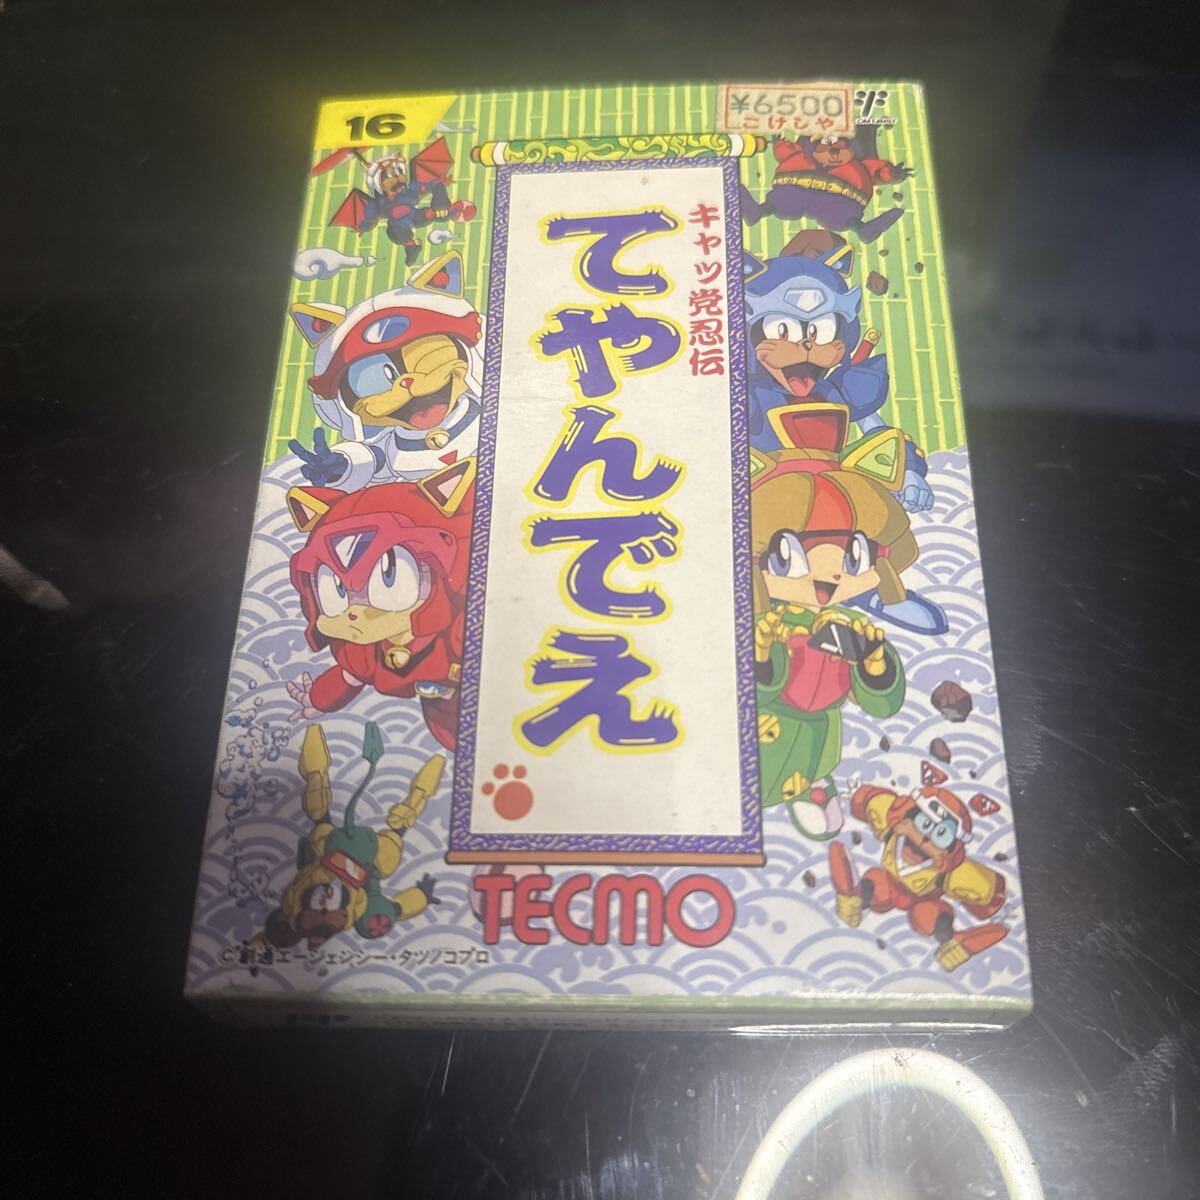 16
¥6500
こけしや
キャッ党忍伝
てやんでえ
TECMO
©創通エージェンシー・タツノコプロ